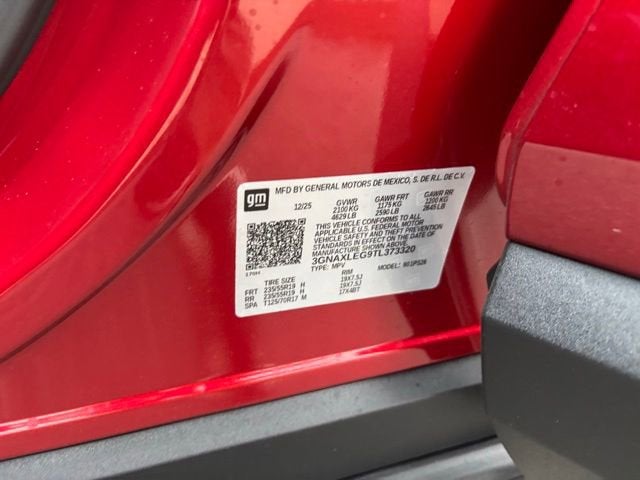 gm MFD BY GENERAL MOTORS DE MEXICO, S. DE R.L. DE C.V.
12/25 GVWR GAWR FRT GAWR RR
2100 KG 1175 KG 1200 KG
4629 LB 2590 LB 2645 LB
THIS VEHICLE CONFORMS TO ALL
APPLICABLE U.S. FEDERAL MOTOR
VEHICLE SAFETY AND THEFT
PREVENTION STANDARDS IN EFFECT
ON THE DATE OF
MANUFACTURE SHOWN ABOVE.
3GNAXLEG9TL373320
TYPE: MPV MODEL:
TIRE SIZE RIM
FRT 235/55R19 H 19X7.5J
RR 235/55R19 H 19X7.5J
SPA T125/70R17 M 17X4BT